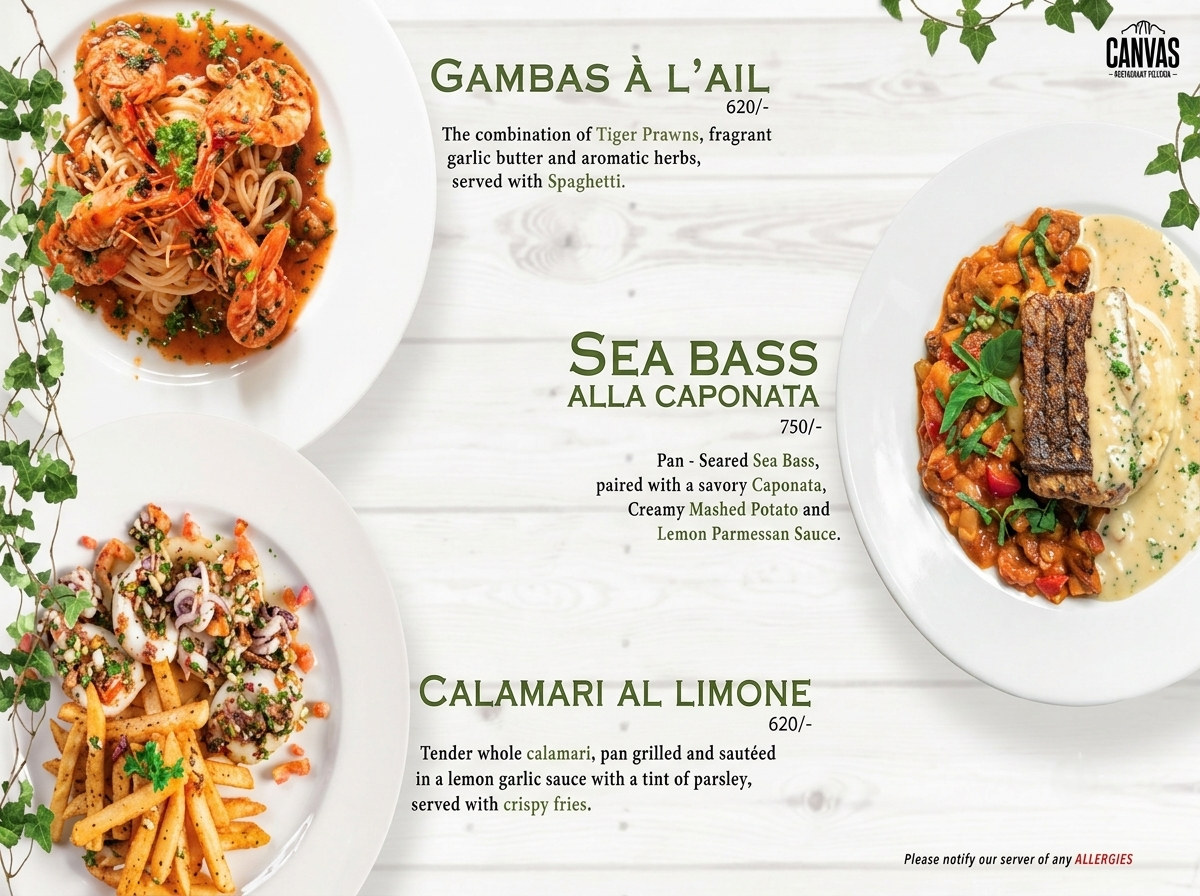 CANVAS
GAMBAS À L'AIL
620/-
The combination of Tiger Prawns, fragrant
garlic butter and aromatic herbs,
served with Spaghetti.
SEA BASS
ALLA CAPONATA
750/-
Pan - Seared Sea Bass,
paired with a savory Caponata,
Creamy Mashed Potato and
Lemon Parmessan Sauce.
CALAMARI AL LIMONE
620/-
Tender whole calamari, pan grilled and sautéed
in a lemon garlic sauce with a tint of parsley,
served with crispy fries.
Please notify our server of any ALLERGIES